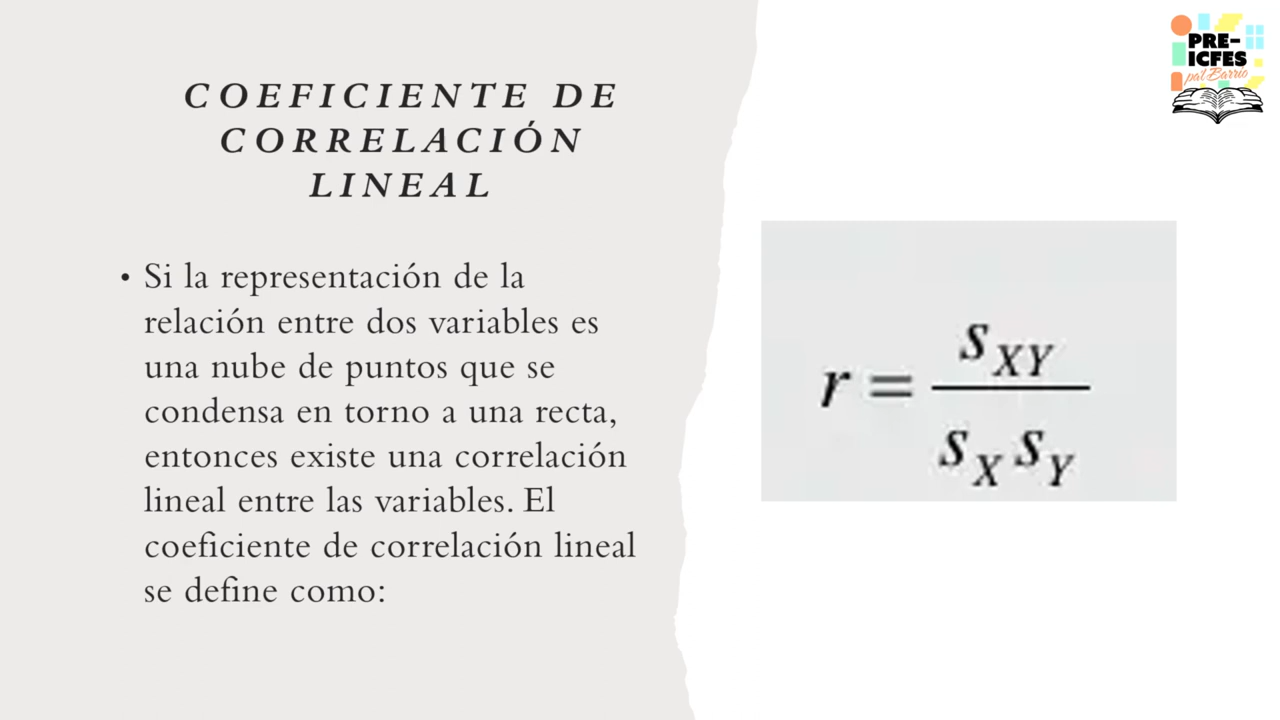 PRE-
ICFES
pa'l Barrio
COEFICIENTE DE
CORRELACIÓN
LINEAL
• Si la representación de la
relación entre dos variables es
una nube de puntos que se
condensa en torno a una recta,
entonces existe una correlación
lineal entre las variables. El
coeficiente de correlación lineal
se define como:
r = s_XY / (s_X s_Y)